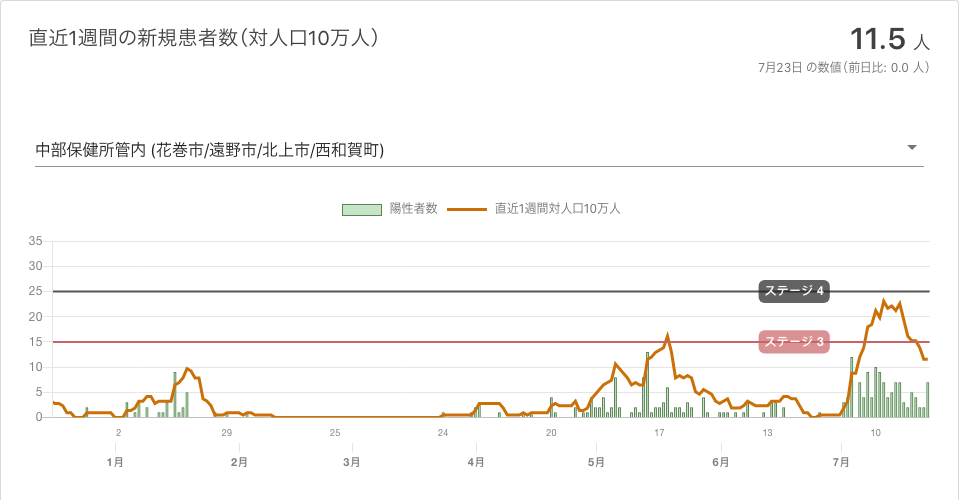 直近1週間の新規患者数(対人口10万人)
11.5 人
7月23日 の数値(前日比: 0.0 人)
中部保健所管内 (花巻市/遠野市/北上市/西和賀町)
陽性者数 直近1週間対人口10万人
35
30
25
20
15
10
5
0
ステージ 4
ステージ 3
2 29 25 24 20 17 13 10
1月 2月 3月 4月 5月 6月 7月